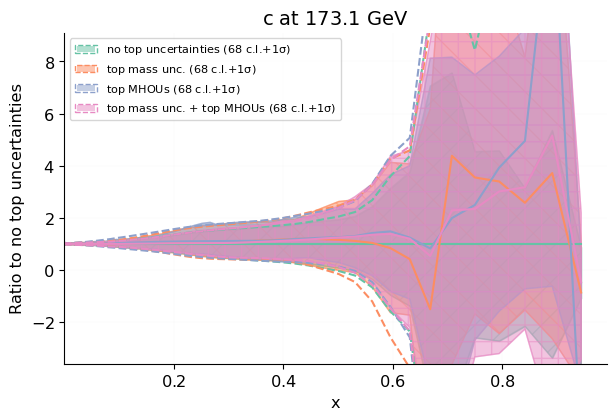 c at 173.1 GeV
Ratio to no top uncertainties
8
6
4
2
0
−2
no top uncertainties (68 c.l.+1σ)
top mass unc. (68 c.l.+1σ)
top MHOUs (68 c.l.+1σ)
top mass unc. + top MHOUs (68 c.l.+1σ)
0.2 0.4 0.6 0.8
x